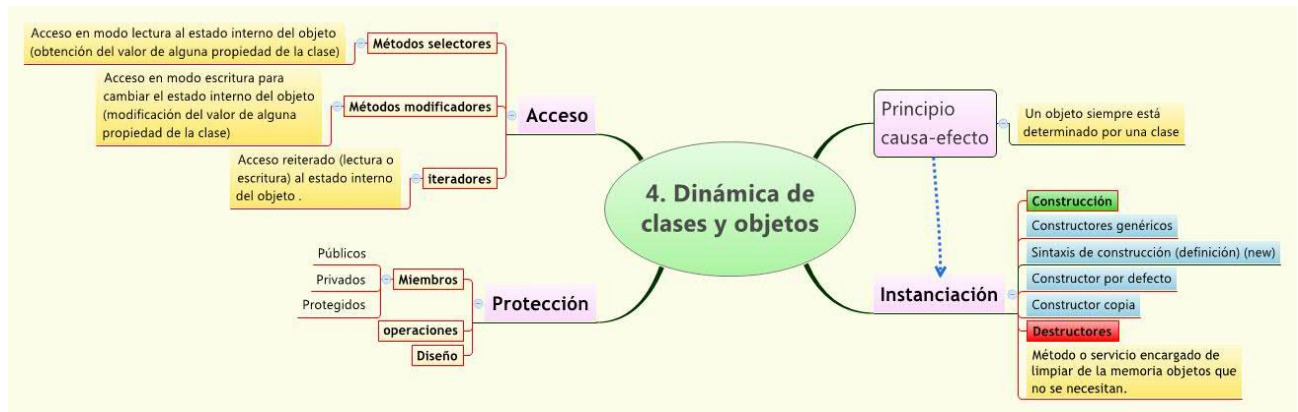 4. Dinámica de
clases y objetos
Acceso
Métodos selectores
Acceso en modo lectura al estado interno del objeto
(obtención del valor de alguna propiedad de la clase)
Métodos modificadores
Acceso en modo escritura para
cambiar el estado interno del objeto
(modificación del valor de alguna
propiedad de la clase)
iteradores
Acceso reiterado (lectura o
escritura) al estado interno
del objeto .
Protección
Miembros
Públicos
Privados
Protegidos
operaciones
Diseño
Principio
causa-efecto
Un objeto siempre está
determinado por una clase
Instanciación
Construcción
Constructores genéricos
Sintaxis de construcción (definición) (new)
Constructor por defecto
Constructor copia
Destructores
Método o servicio encargado de
limpiar de la memoria objetos que
no se necesitan.